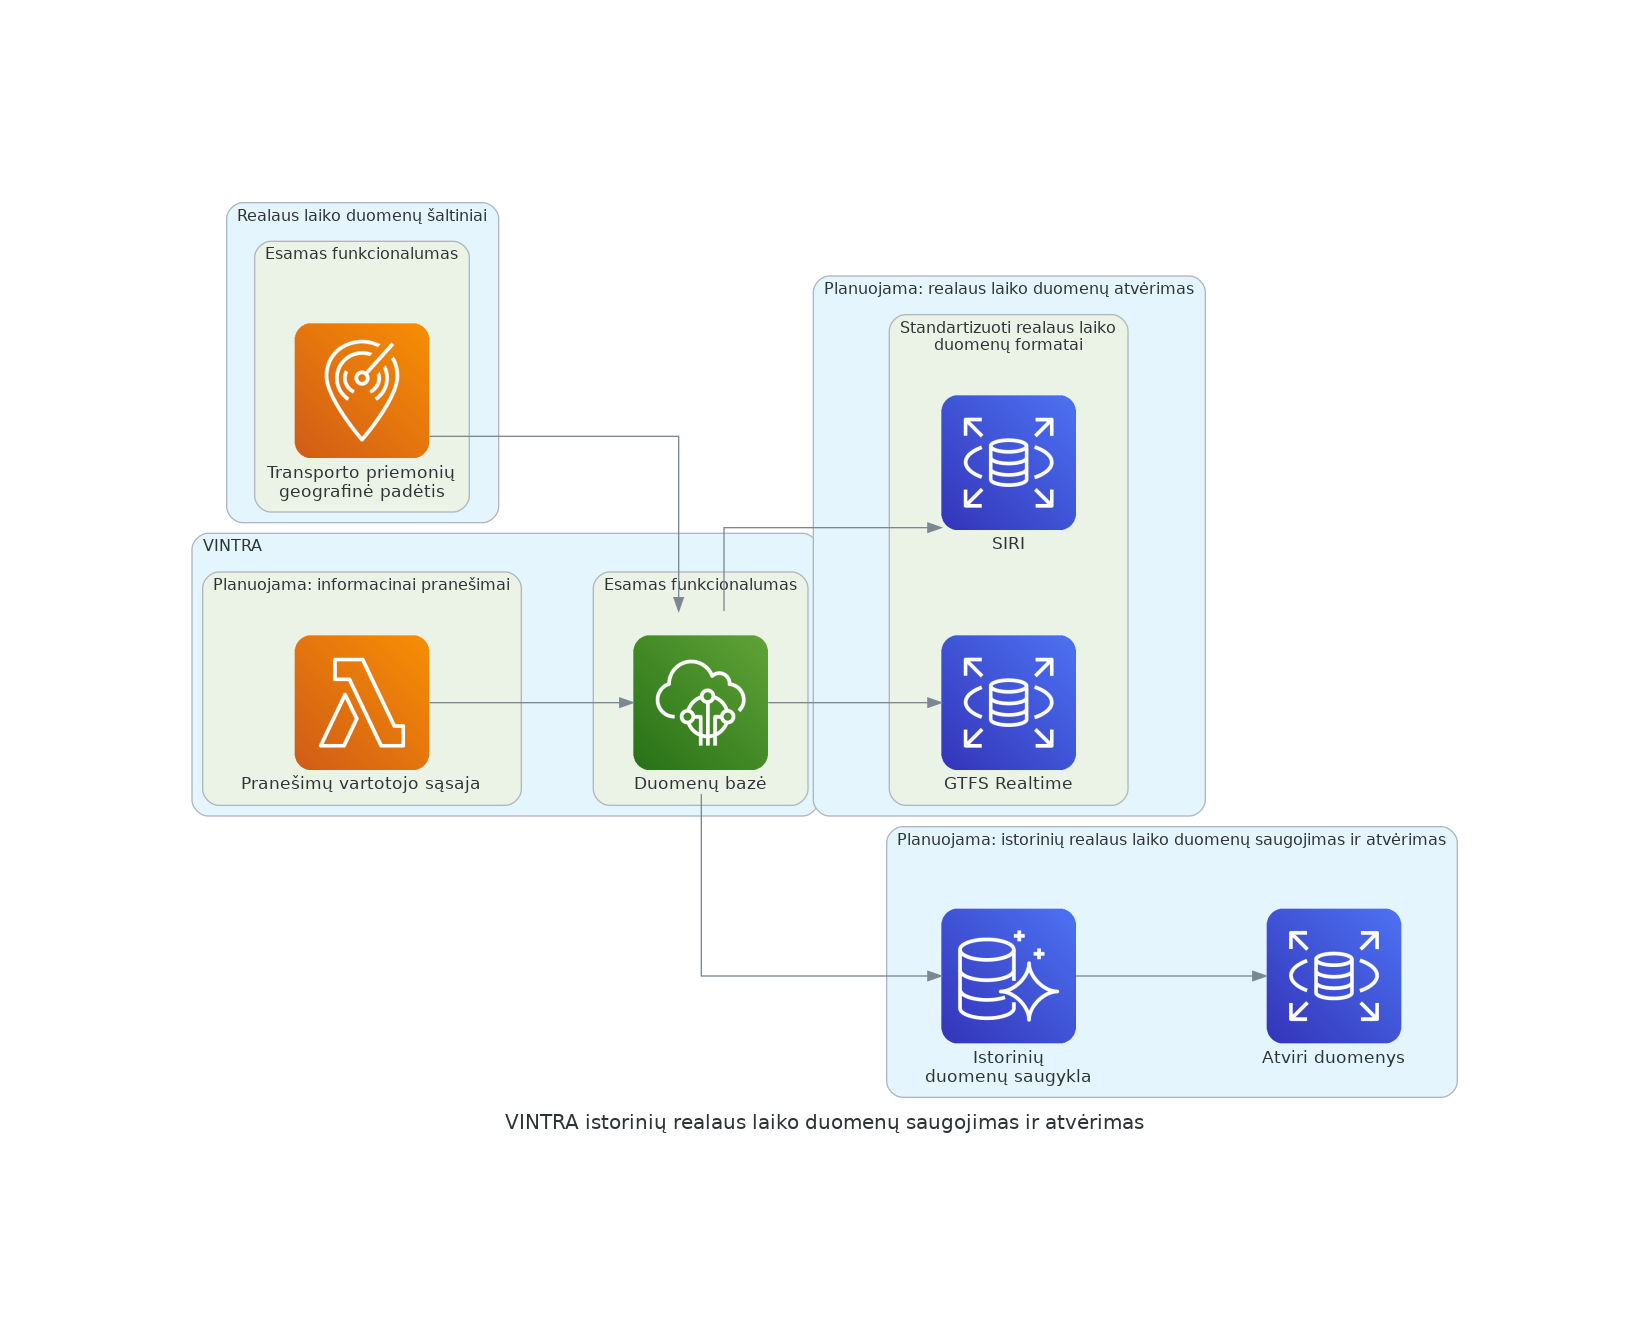 Realaus laiko duomenų šaltiniai
Esamas funkcionalumas
Transporto priemonių
geografinė padėtis
Planuojama: realaus laiko duomenų atvėrimas
Standartizuoti realaus laiko
duomenų formatai
SIRI
VINTRA
Planuojama: informacinai pranešimai
Pranešimų vartotojo sąsaja
Esamas funkcionalumas
Duomenų bazė
GTFS Realtime
Planuojama: istorinių realaus laiko duomenų saugojimas ir atvėrimas
Istorinių
duomenų saugykla
Atviri duomenys
VINTRA istorinių realaus laiko duomenų saugojimas ir atvėrimas